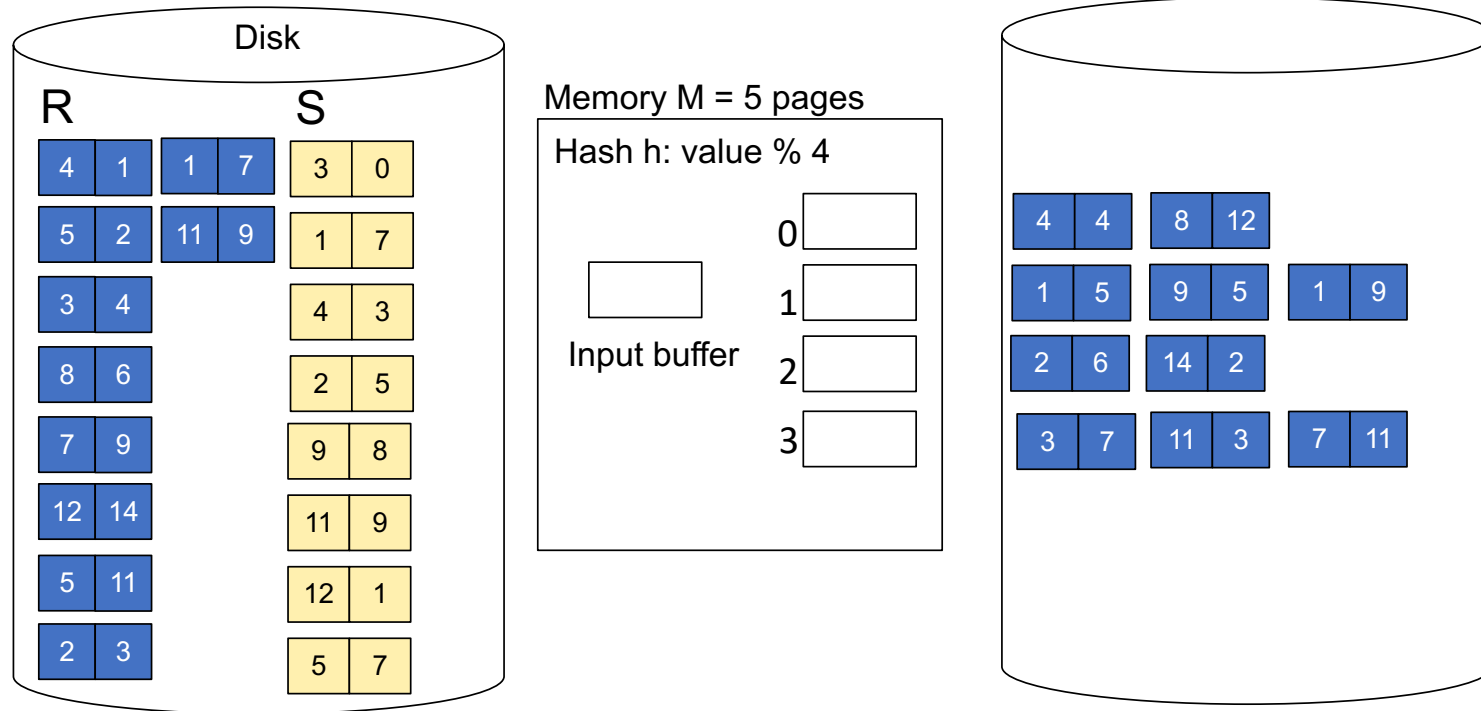 Disk
R S
4 1 1 7 3 0
5 2 11 9 1 7
3 4 4 3
8 6 2 5
7 9 9 8
12 14 11 9
5 11 12 1
2 3 5 7
Memory M = 5 pages
Hash h: value % 4
0
1
Input buffer
2
3
4 4 8 12
1 5 9 5 1 9
2 6 14 2
3 7 11 3 7 11